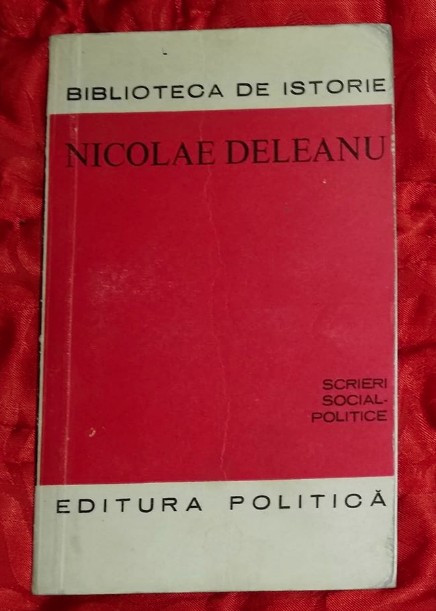 BIBLIOTECA DE ISTORIE
NICOLAE DELEANU
SCRIERI
SOCIAL-
POLITICE
EDITURA POLITICĂ